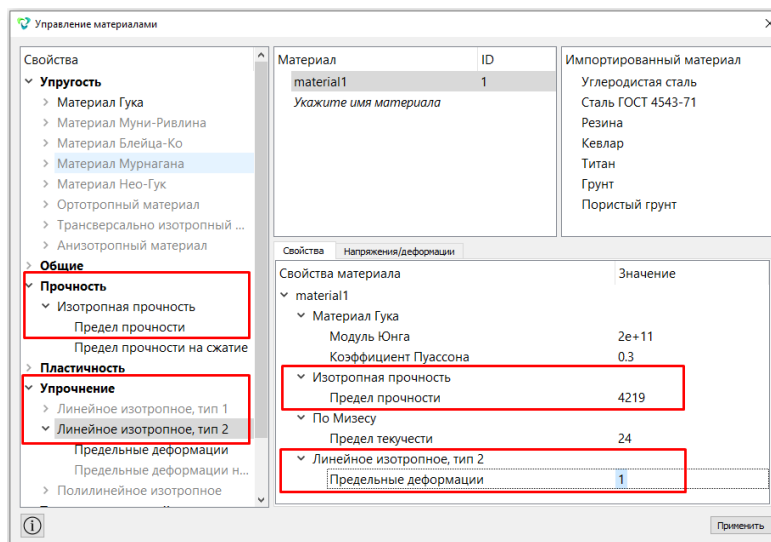 Управление материалами
Свойства
Упругость
Материал Гука
Материал Муни-Ривлина
Материал Блейца-Ко
Материал Мурнагана
Материал Нео-Гук
Ортотропный материал
Трансверсально изотропный ...
Анизотропный материал
Общие
Прочность
Изотропная прочность
Предел прочности
Предел прочности на сжатие
Пластичность
Упрочнение
Линейное изотропное, тип 1
Линейное изотропное, тип 2
Предельные деформации
Предельные деформации н...
Полилинейное изотропное
Материал ID
material1 1
Укажите имя материала
Импортированный материал
Углеродистая сталь
Сталь ГОСТ 4543-71
Резина
Кевлар
Титан
Грунт
Пористый грунт
Свойства Напряжения/деформации
Свойства материала Значение
material1
Материал Гука
Модуль Юнга 2e+11
Коэффициент Пуассона 0.3
Изотропная прочность
Предел прочности 4219
По Мизесу
Предел текучести 24
Линейное изотропное, тип 2
Предельные деформации 1
Применить